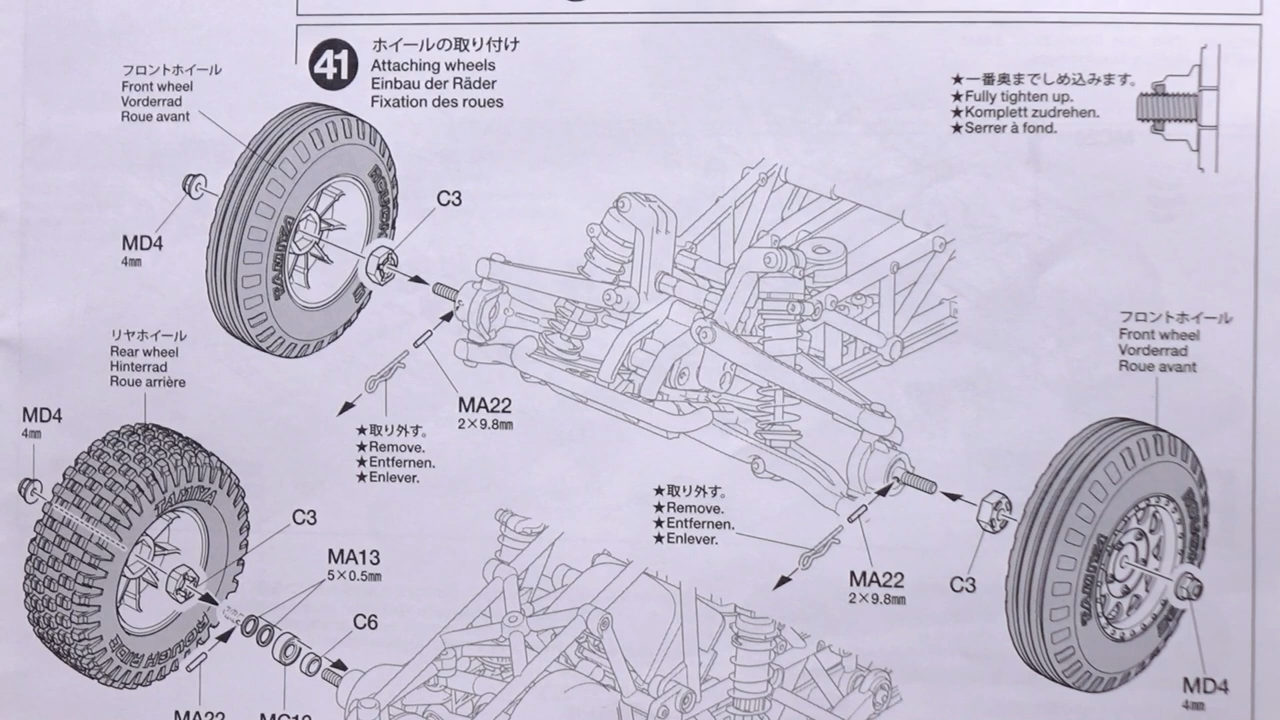 41
ホイールの取り付け
Attaching wheels
Einbau der Räder
Fixation des roues
フロントホイール
Front wheel
Vorderrad
Roue avant
★一番奥までしめ込みます。
★Fully tighten up.
★Komplett zudrehen.
★Serrer à fond.
MD4
4㎜
C3
MA22
2×9.8㎜
★取り外す。
★Remove.
★Entfernen.
★Enlever.
フロントホイール
Front wheel
Vorderrad
Roue avant
リヤホイール
Rear wheel
Hinterrad
Roue arrière
MD4
4㎜
TAMIYA
ROUGH RIDE
C3
MA13
5×0.5㎜
C6
★取り外す。
★Remove.
★Entfernen.
★Enlever.
MA22
2×9.8㎜
C3
MD4
4㎜
MA22